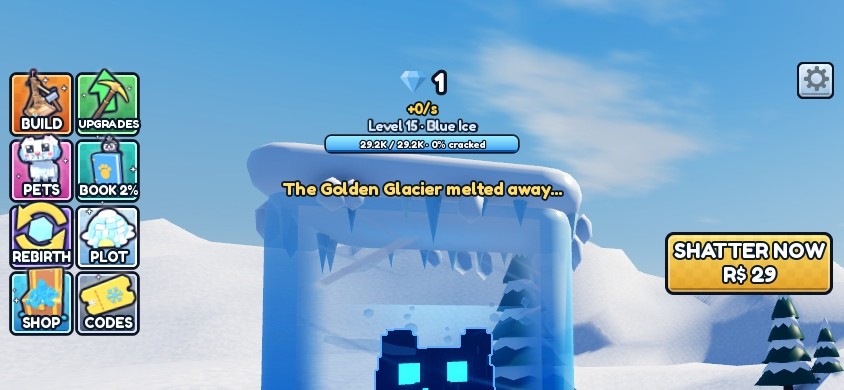 1
+0/s
Level 15 · Blue Ice
29.2K / 29.2K · 0% cracked
The Golden Glacier melted away...
BUILD
UPGRADES
PETS
BOOK 2%
REBIRTH
PLOT
SHOP
CODES
SHATTER NOW
R$ 29